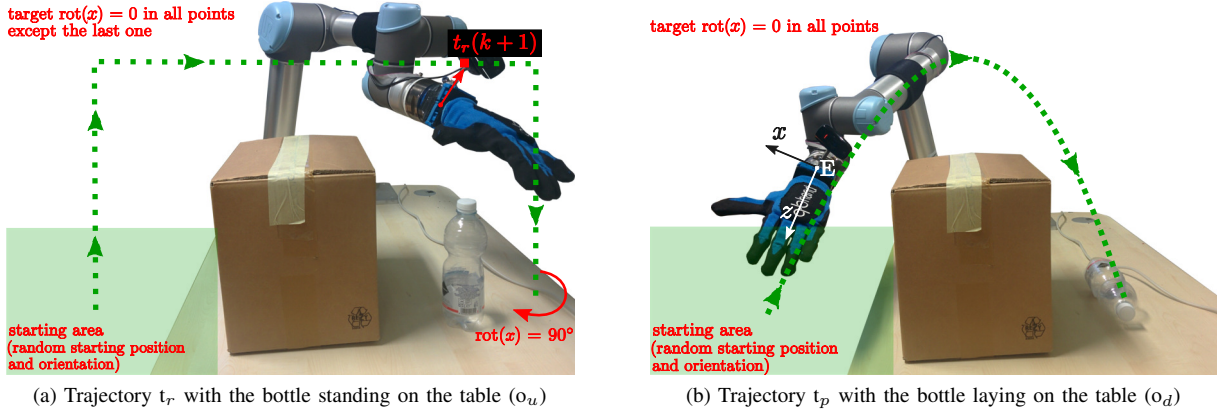 target rot(x) = 0 in all points
except the last one
t_r(k + 1)
starting area
(random starting position
and orientation)
rot(x) = 90°
(a) Trajectory t_r with the bottle standing on the table (o_u)
target rot(x) = 0 in all points
x
E
z
starting area
(random starting position
and orientation)
(b) Trajectory t_p with the bottle laying on the table (o_d)